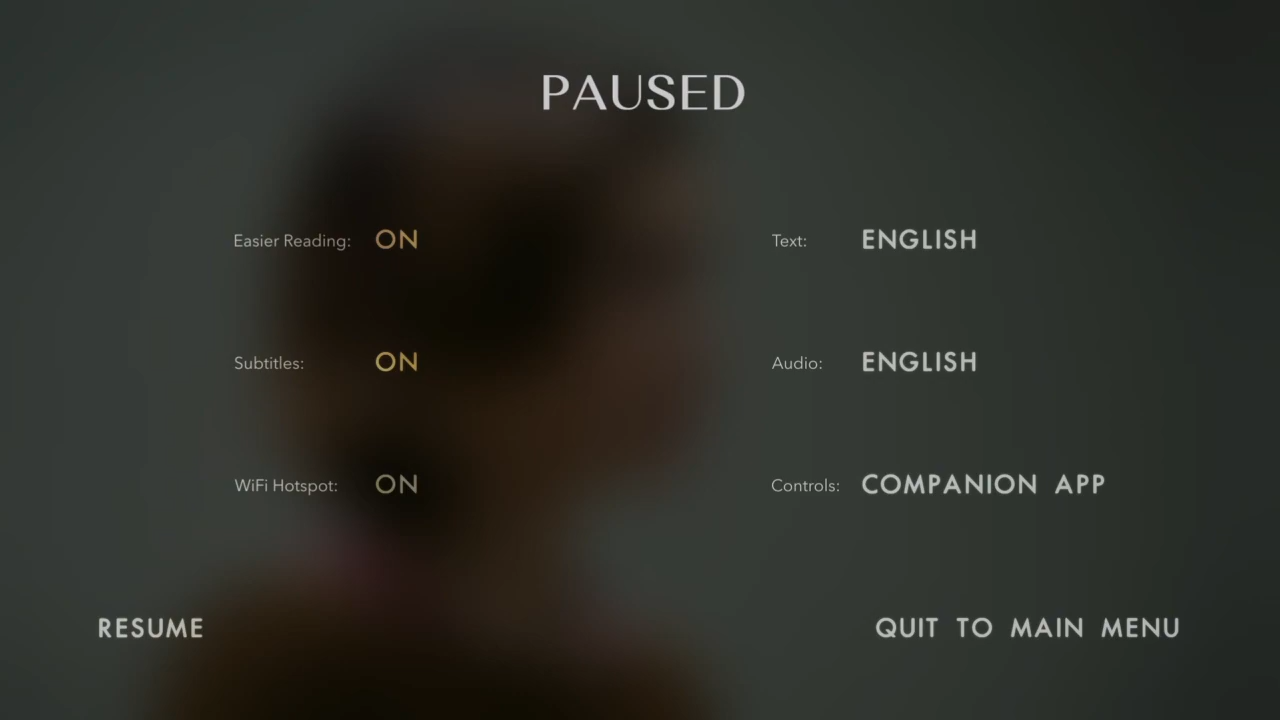 PAUSED
Easier Reading: ON
Text: ENGLISH
Subtitles: ON
Audio: ENGLISH
WiFi Hotspot: ON
Controls: COMPANION APP
RESUME
QUIT TO MAIN MENU